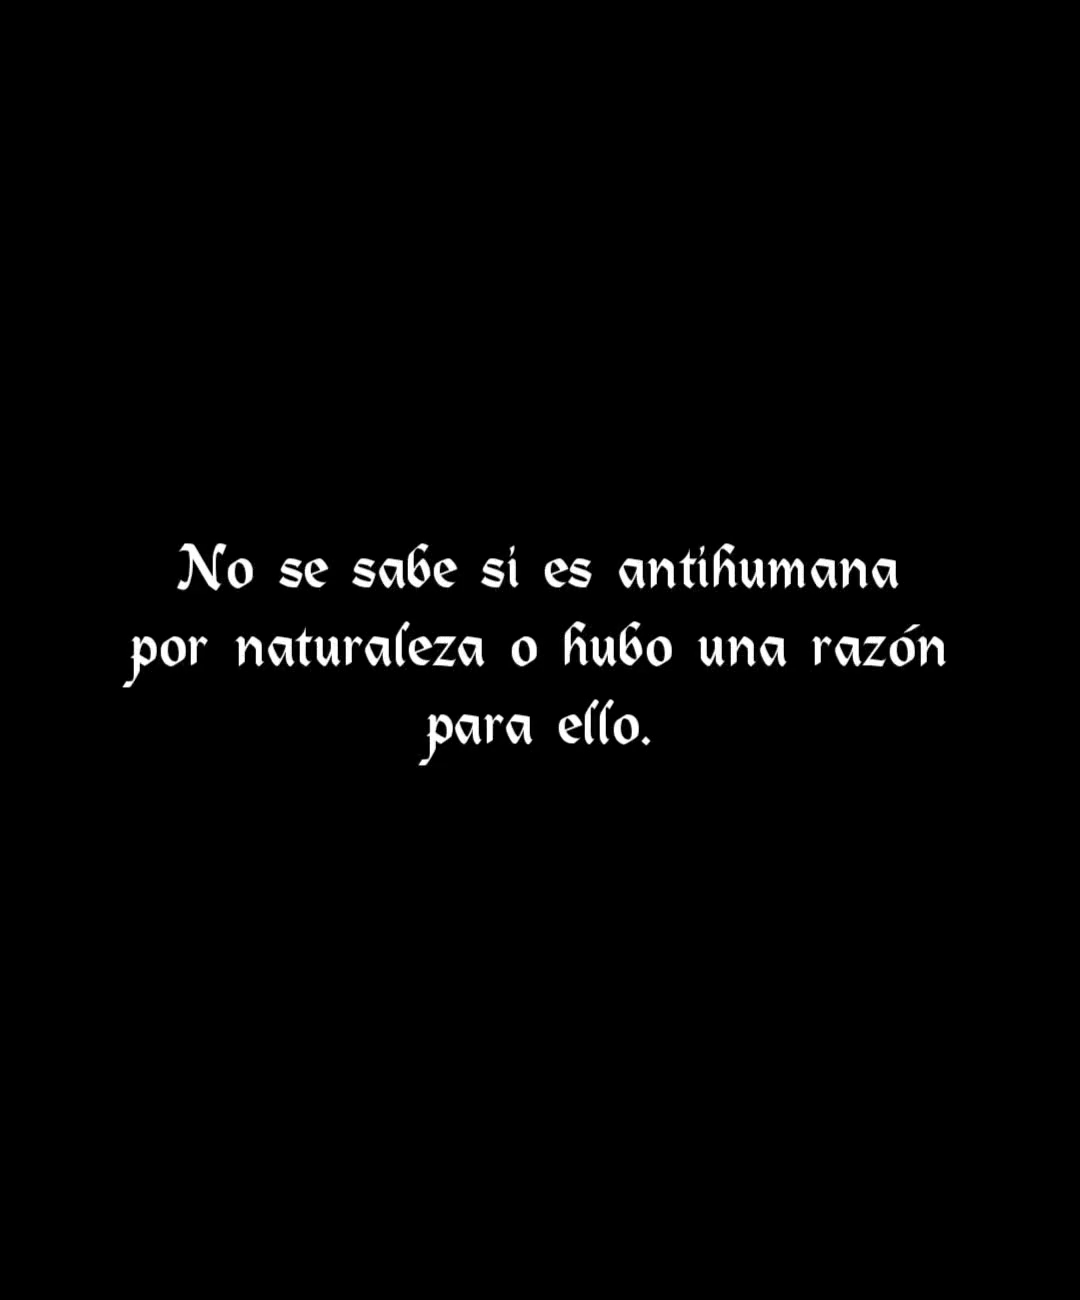 No se sabe si es antihumana
por naturaleza o hubo una razón
para ello.